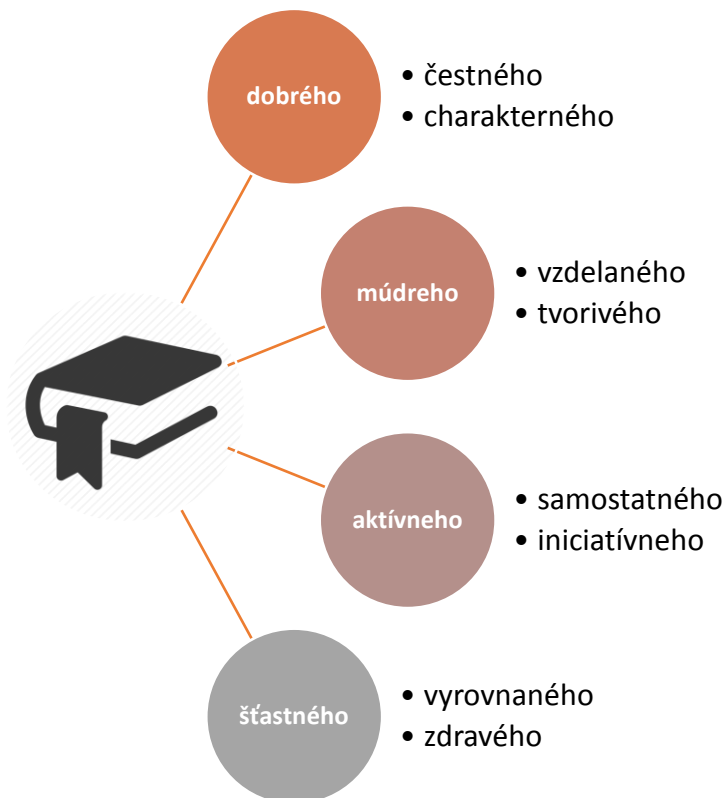 dobrého
• čestného
• charakterného
múdreho
• vzdelaného
• tvorivého
aktívneho
• samostatného
• iniciatívneho
šťastného
• vyrovnaného
• zdravého